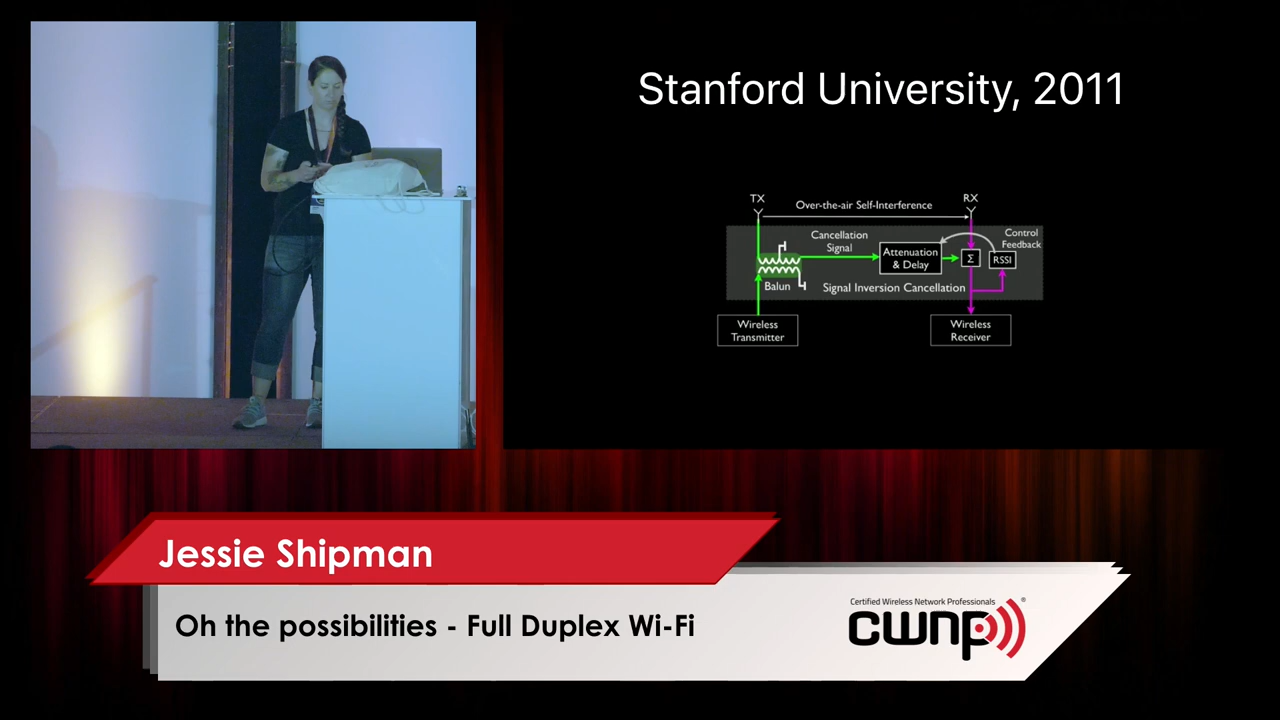 Stanford University, 2011
TX
RX
Over-the-air Self-Interference
Cancellation
Signal
Control
Feedback
Attenuation
& Delay
Σ
RSSI
Balun
Signal Inversion Cancellation
Wireless
Transmitter
Wireless
Receiver
Jessie Shipman
Oh the possibilities - Full Duplex Wi-Fi
Certified Wireless Network Professionals
cwnp
®